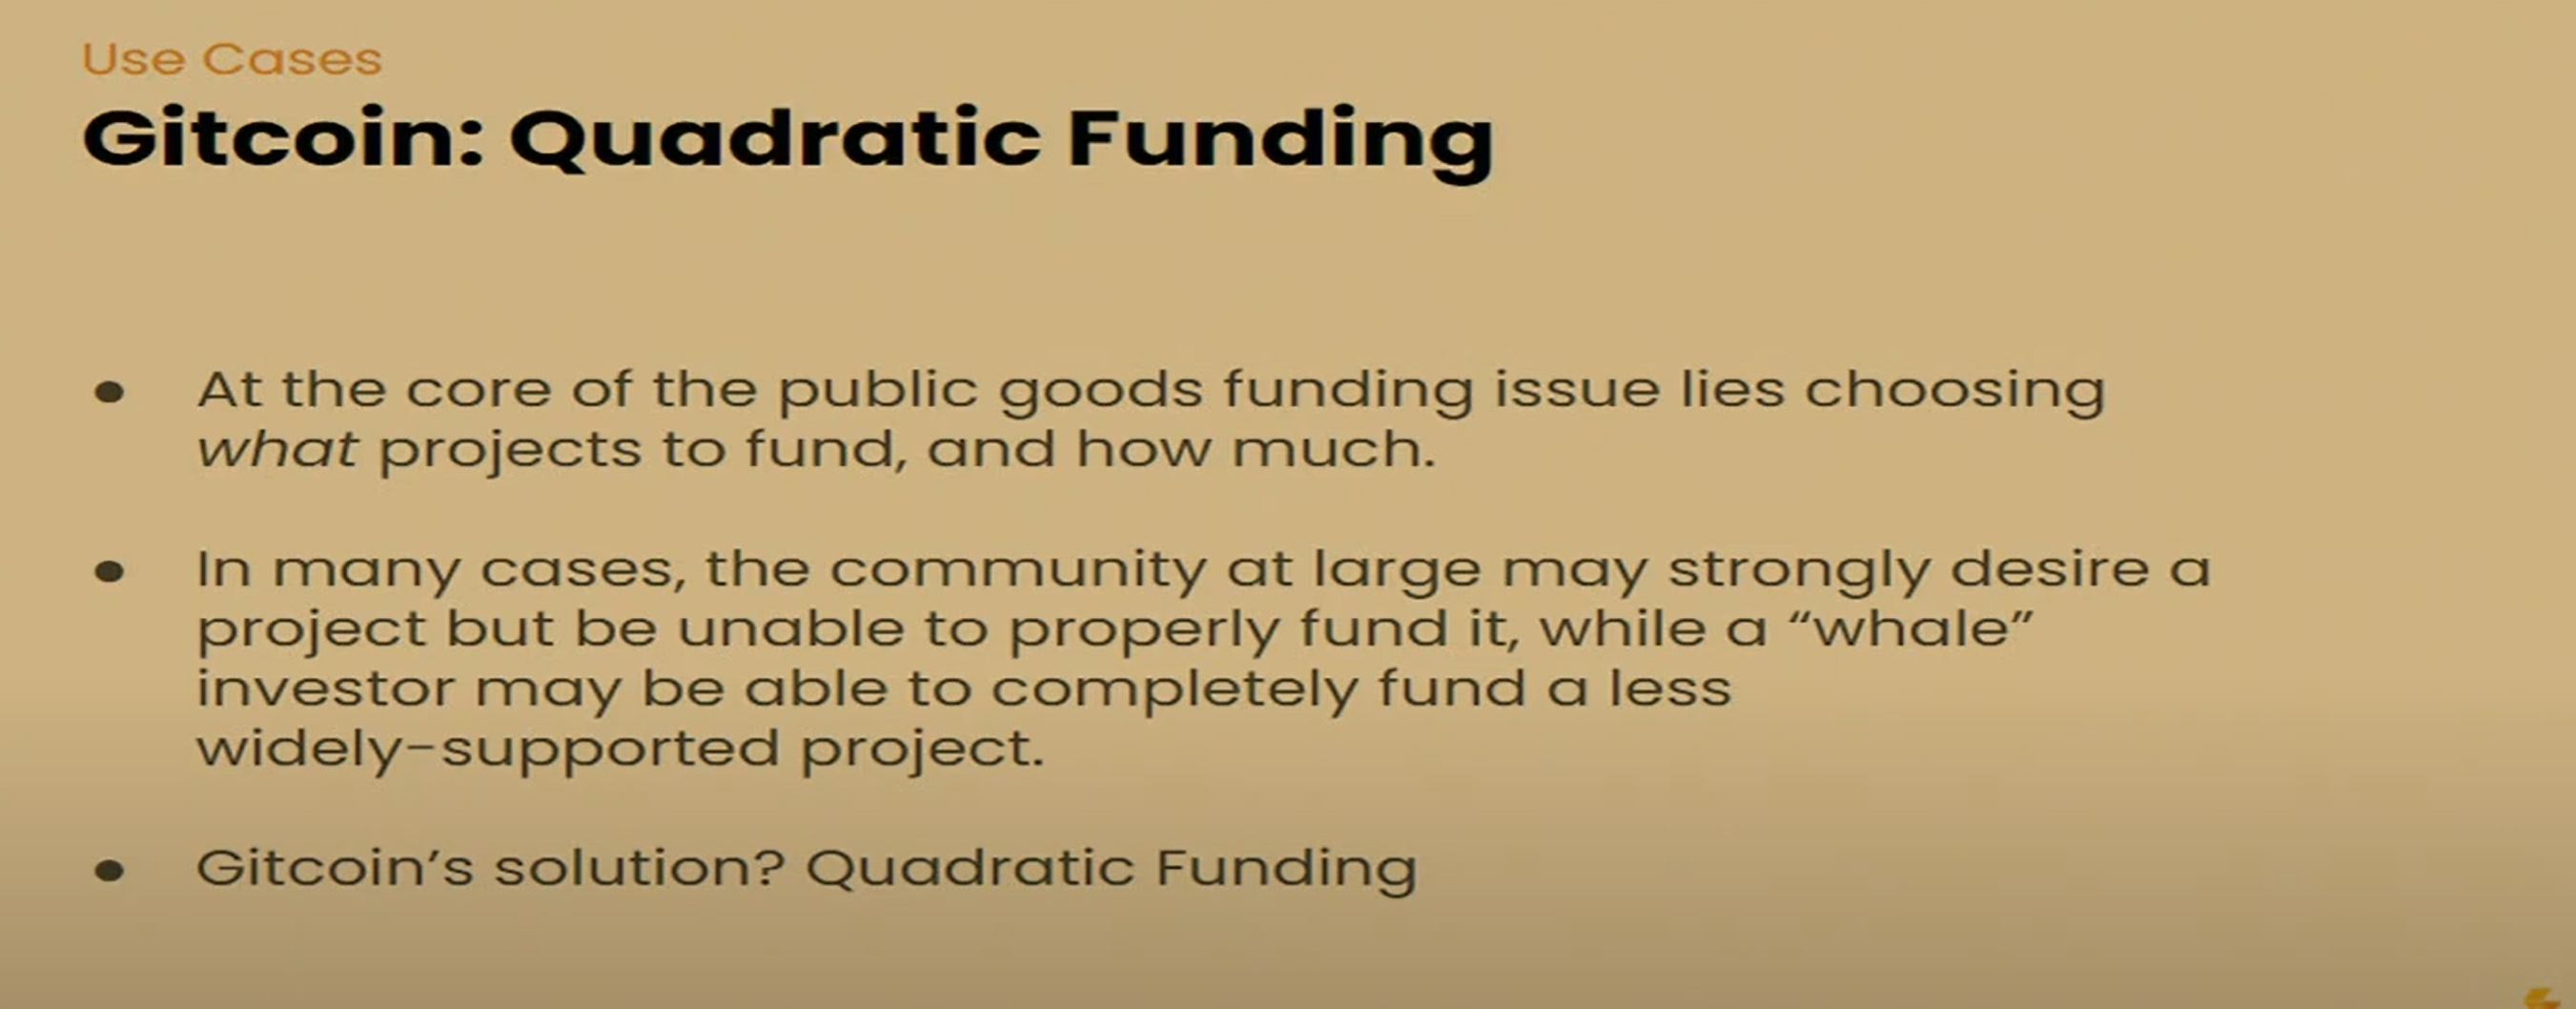 Use Cases
Gitcoin: Quadratic Funding
● At the core of the public goods funding issue lies choosing
what projects to fund, and how much.
● In many cases, the community at large may strongly desire a
project but be unable to properly fund it, while a “whale”
investor may be able to completely fund a less
widely-supported project.
● Gitcoin’s solution? Quadratic Funding